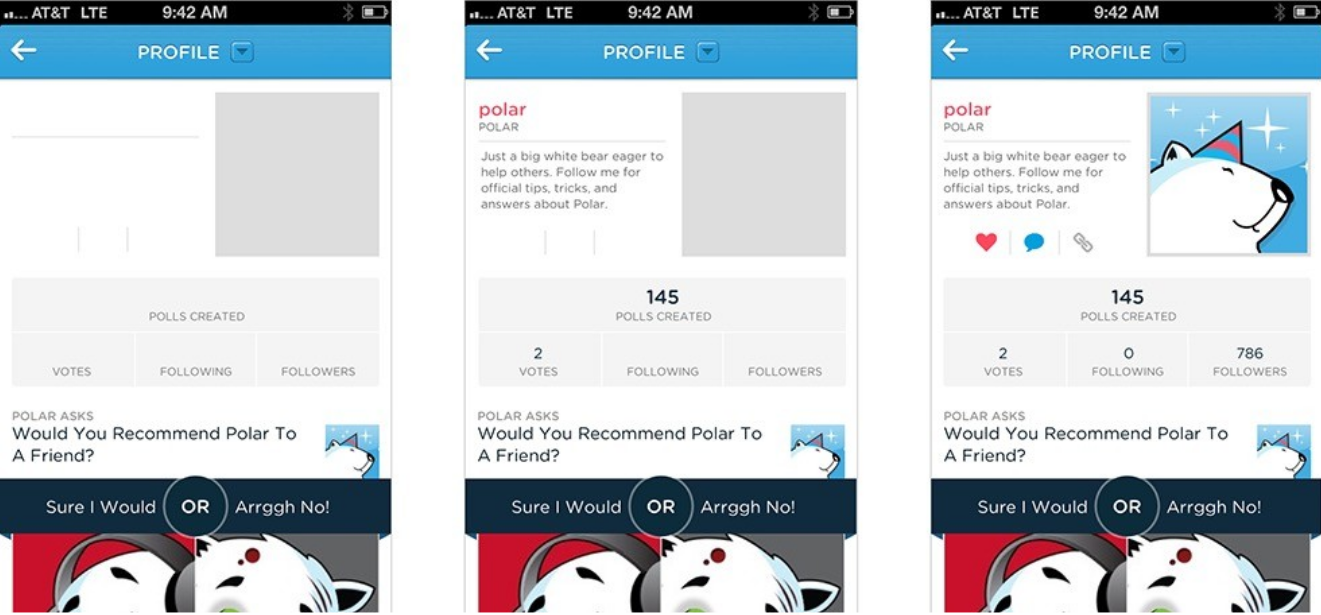 AT&T LTE 9:42 AM
PROFILE
POLLS CREATED
VOTES FOLLOWING FOLLOWERS
POLAR ASKS
Would You Recommend Polar To
A Friend?
Sure I Would OR Arrggh No!
AT&T LTE 9:42 AM
PROFILE
polar
POLAR
Just a big white bear eager to
help others. Follow me for
official tips, tricks, and
answers about Polar.
145
POLLS CREATED
2
VOTES FOLLOWING FOLLOWERS
POLAR ASKS
Would You Recommend Polar To
A Friend?
Sure I Would OR Arrggh No!
AT&T LTE 9:42 AM
PROFILE
polar
POLAR
Just a big white bear eager to
help others. Follow me for
official tips, tricks, and
answers about Polar.
145
POLLS CREATED
2 0 786
VOTES FOLLOWING FOLLOWERS
POLAR ASKS
Would You Recommend Polar To
A Friend?
Sure I Would OR Arrggh No!